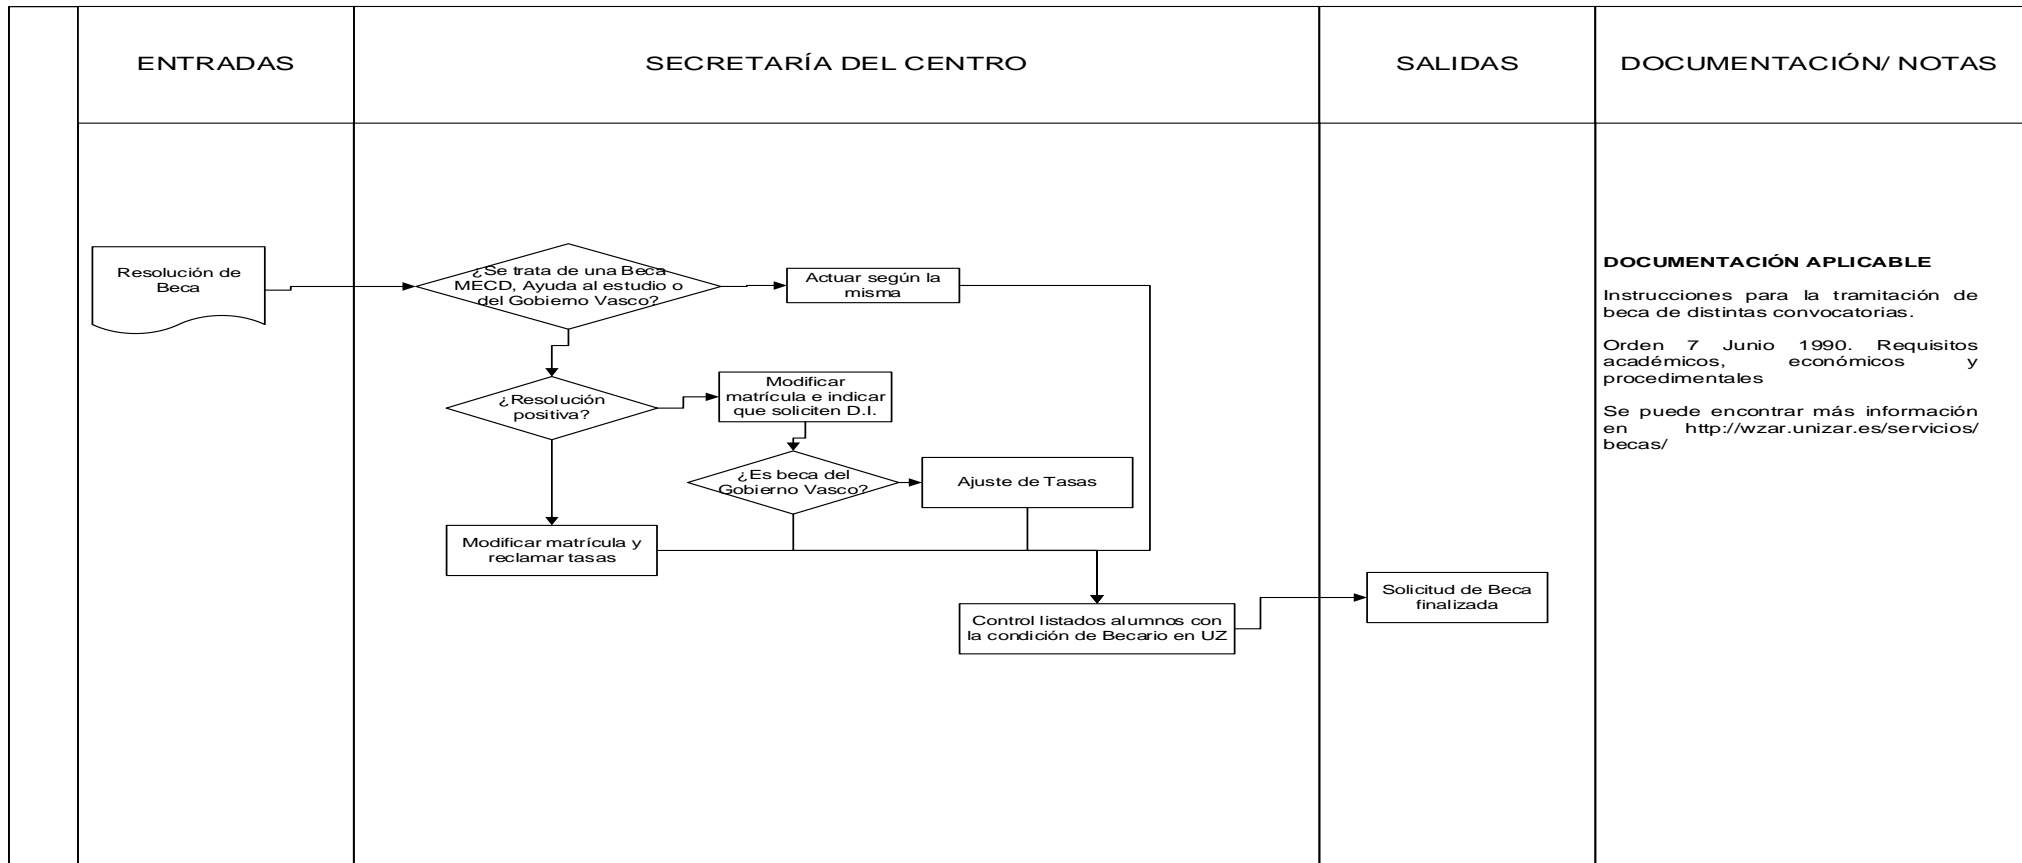 ENTRADAS
SECRETARÍA DEL CENTRO
SALIDAS
DOCUMENTACIÓN/ NOTAS
Resolución de
Beca
¿Se trata de una Beca
MECD, Ayuda al estudio o
del Gobierno Vasco?
Actuar según la
misma
¿Resolución
positiva?
Modificar
matrícula e indicar
que soliciten D.I.
¿Es beca del
Gobierno Vasco?
Ajuste de Tasas
Modificar matrícula y
reclamar tasas
Control listados alumnos con
la condición de Becario en UZ
Solicitud de Beca
finalizada
DOCUMENTACIÓN APLICABLE
Instrucciones para la tramitación de
beca de distintas convocatorias.
Orden 7 Junio 1990. Requisitos
académicos, económicos y
procedimentales
Se puede encontrar más información
en http://wzar.unizar.es/servicios/
becas/